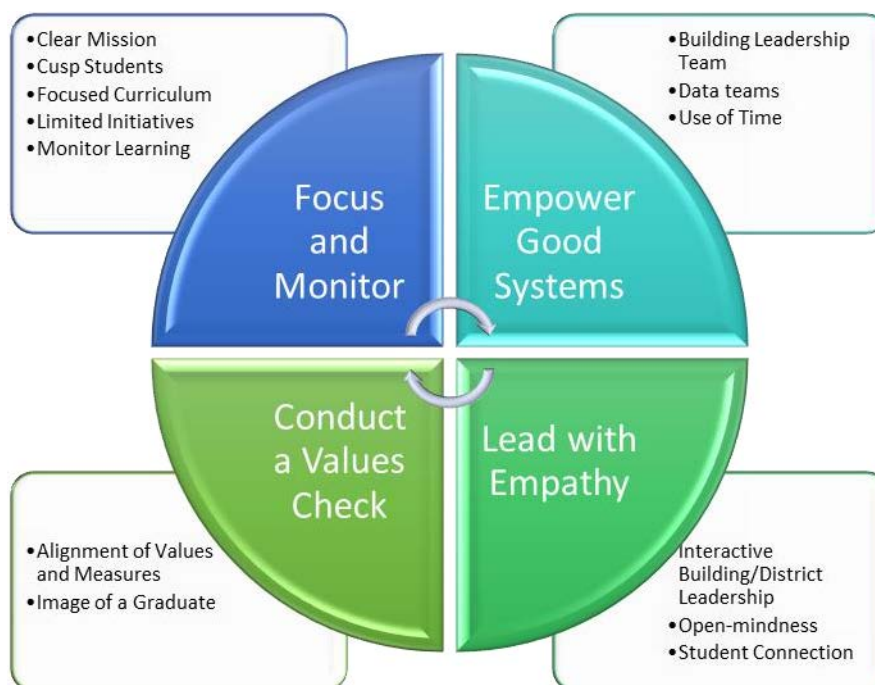 •Clear Mission
•Cusp Students
•Focused Curriculum
•Limited Initiatives
•Monitor Learning
•Building Leadership
Team
•Data teams
•Use of Time
Focus
and
Monitor
Empower
Good
Systems
Conduct
a Values
Check
Lead with
Empathy
•Alignment of Values
and Measures
•Image of a Graduate
Interactive
Building/District
Leadership
•Open-mindness
•Student Connection